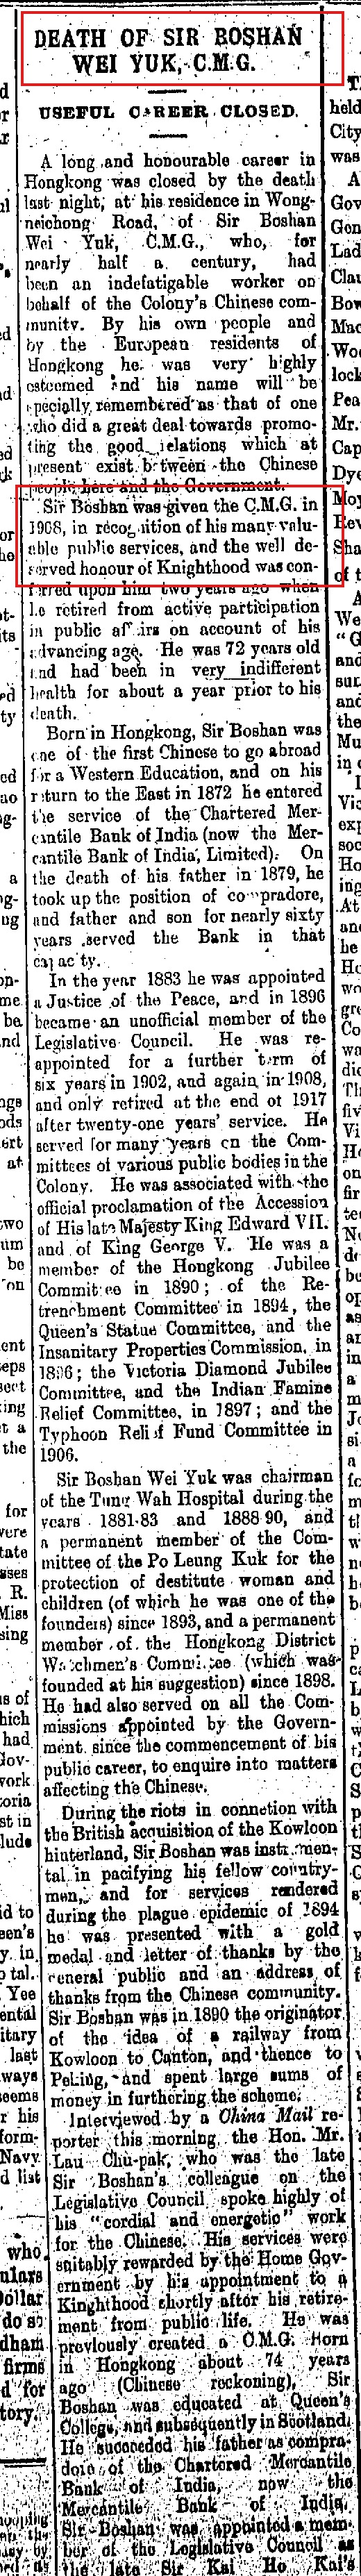 DEATH OF SIR BOSHAN
WEI YUK, C.M.G.
USEFUL CAREER CLOSED.
A long and honourable career in
Hongkong was closed by the death
last night, at his residence in Wong-
neichong Road, of Sir Boshan
Wei Yuk, C.M.G., who, for
nearly half a century, had
been an indefatigable worker on
behalf of the Colony's Chinese com-
munity. By his own people and
by the European residents of
Hongkong he was very highly
esteemed and his name will be
specially remembered as that of one
who did a great deal towards promo-
ting the good relations which at
present exist between the Chinese
people here and the Government.
Sir Boshan was given the C.M.G. in
1908, in recognition of his many valu-
able public services, and the well de-
served honour of Knighthood was con-
ferred upon him two years ago when
he retired from active participation
in public affairs on account of his
advancing age. He was 72 years old
and had been in very indifferent
health for about a year prior to his
death.
Born in Hongkong, Sir Boshan was
one of the first Chinese to go abroad
for a Western Education, and on his
return to the East in 1872 he entered
the service of the Chartered Mer-
cantile Bank of India (now the Mer-
cantile Bank of India, Limited). On
the death of his father in 1879, he
took up the position of compradore,
and father and son for nearly sixty
years served the Bank in that
capacity.
In the year 1883 he was appointed
a Justice of the Peace, and in 1896
became an unofficial member of the
Legislative Council. He was re-
appointed for a further term of
six years in 1902, and again in 1908,
and only retired at the end of 1917
after twenty-one years' service. He
served for many years on the Com-
mittees of various public bodies in the
Colony. He was associated with the
official proclamation of the Accession
of His late Majesty King Edward VII.
and of King George V. He was a
member of the Hongkong Jubilee
Committee in 1890; of the Re-
trenchment Committee in 1894, the
Queen's Statue Committee, and the
Insanitary Properties Commission, in
1896; the Victoria Diamond Jubilee
Committee, and the Indian Famine
Relief Committee, in 1897; and the
Typhoon Relief Fund Committee in
1906.
Sir Boshan Wei Yuk was chairman
of the Tung Wah Hospital during the
years 1881-83 and 1888-90, and
a permanent member of the Com-
mittee of the Po Leung Kuk for the
protection of destitute woman and
children (of which he was one of the
founders) since 1893, and a permanent
member of the Hongkong District
Watchmen's Committee (which was
founded at his suggestion) since 1898.
He had also served on all the Com-
missions appointed by the Govern-
ment since the commencement of his
public career, to enquire into matters
affecting the Chinese.
During the riots in connetion with
the British acquisition of the Kowloon
hinterland, Sir Boshan was instrumen-
tal in pacifying his fellow country-
men, and for services rendered
during the plague epidemic of 1894
he was presented with a gold
medal and letter of thanks by the
general public and an address of
thanks from the Chinese community.
Sir Boshan was in 1890 the originator
of the idea of a railway from
Kowloon to Canton, and thence to
Peking, and spent large sums of
money in furthering the scheme.
Interviewed by a China Mail re-
porter this morning, the Hon. Mr.
Lau Chu-pak, who was the late
Sir Boshan's colleague on the
Legislative Council spoke highly of
his "cordial and energetic" work
for the Chinese. His services were
suitably rewarded by the Home Gov-
ernment by his appointment to a
Kinghthood shortly after his retire-
ment from public life. He was
previously created a C.M.G. Born
in Hongkong about 74 years
ago (Chinese reckoning), Sir
Boshan was educated at Queen's
College, and subsequently in Scotland.
He succeeded his father as compra-
dore of the Chartered Mercantile
Bank of India, now the
Mercantile Bank of India.
Sir Boshan was appointed a mem-
ber of the Legislative Council as
the late Sir Kai Ho Kai's